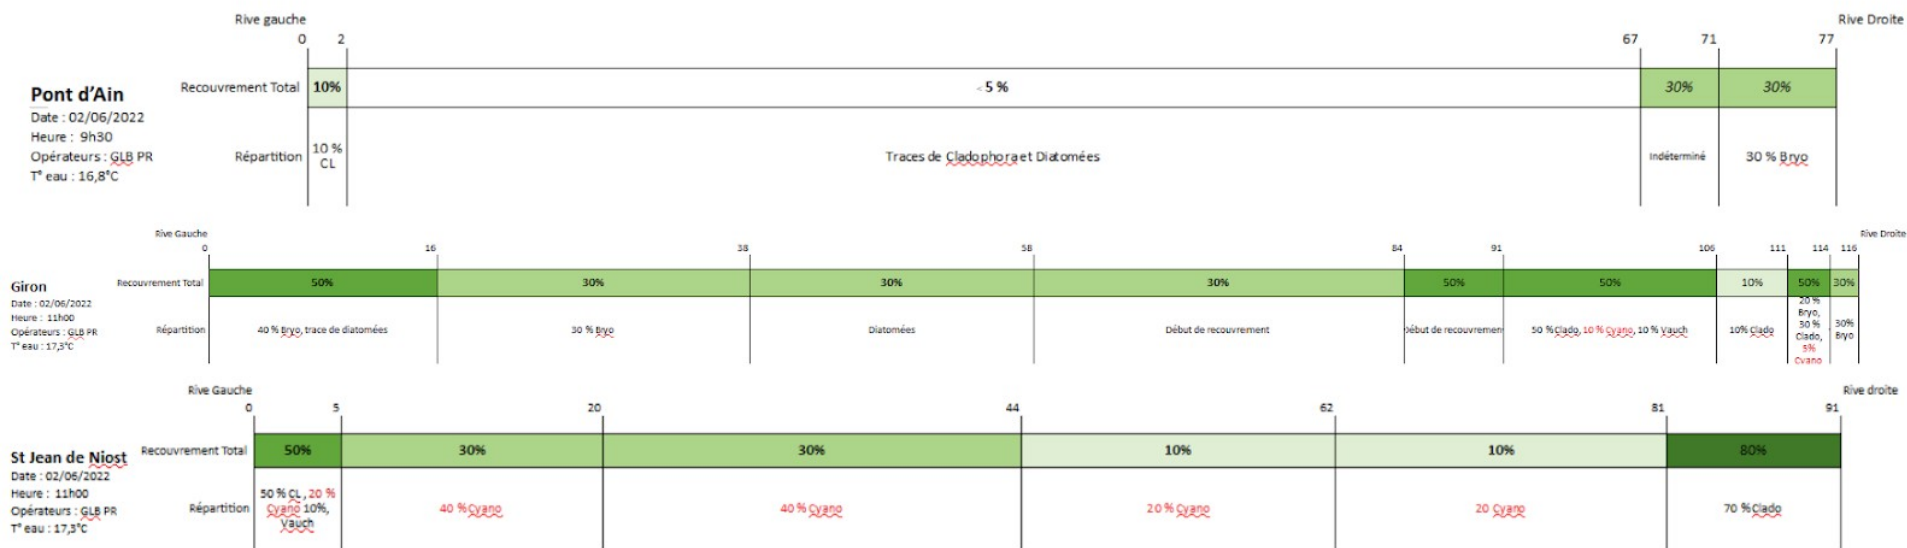 Rive gauche
Rive Droite
0 2 67 71 77
Pont d’Ain
Date : 02/06/2022
Heure : 9h30
Opérateurs : GLB PR
T° eau : 16,8°C
Recouvrement Total 10% < 5 % 30% 30%
Répartition 10 % CL Traces de Cladophora et Diatomées Indéterminé 30 % Bryo
Rive Gauche
Rive Droite
0 16 38 58 84 91 106 111 114 116
Giron
Date : 02/06/2022
Heure : 11h00
Opérateurs : GLB PR
T° eau : 17,3°C
Recouvrement Total 50% 30% 30% 30% 50% 50% 10% 50% 30%
Répartition 40 % Bryo, trace de diatomées 30 % Bryo Diatomées Début de recouvrement Début de recouvremen 50 % Clado, 10 % Cyano, 10 % Vauch 10% Clado 20 % Bryo, 30 % Clado, 5% Cyano 30% Bryo
Rive Gauche
Rive droite
0 5 20 44 62 81 91
St Jean de Niost
Date : 02/06/2022
Heure : 11h00
Opérateurs : GLB PR
T° eau : 17,3°C
Recouvrement Total 50% 30% 30% 10% 10% 80%
Répartition 50 % CL , 20 % Cyano 10%, Vauch 40 % Cyano 40 % Cyano 20 % Cyano 20 Cyano 70 % Clado